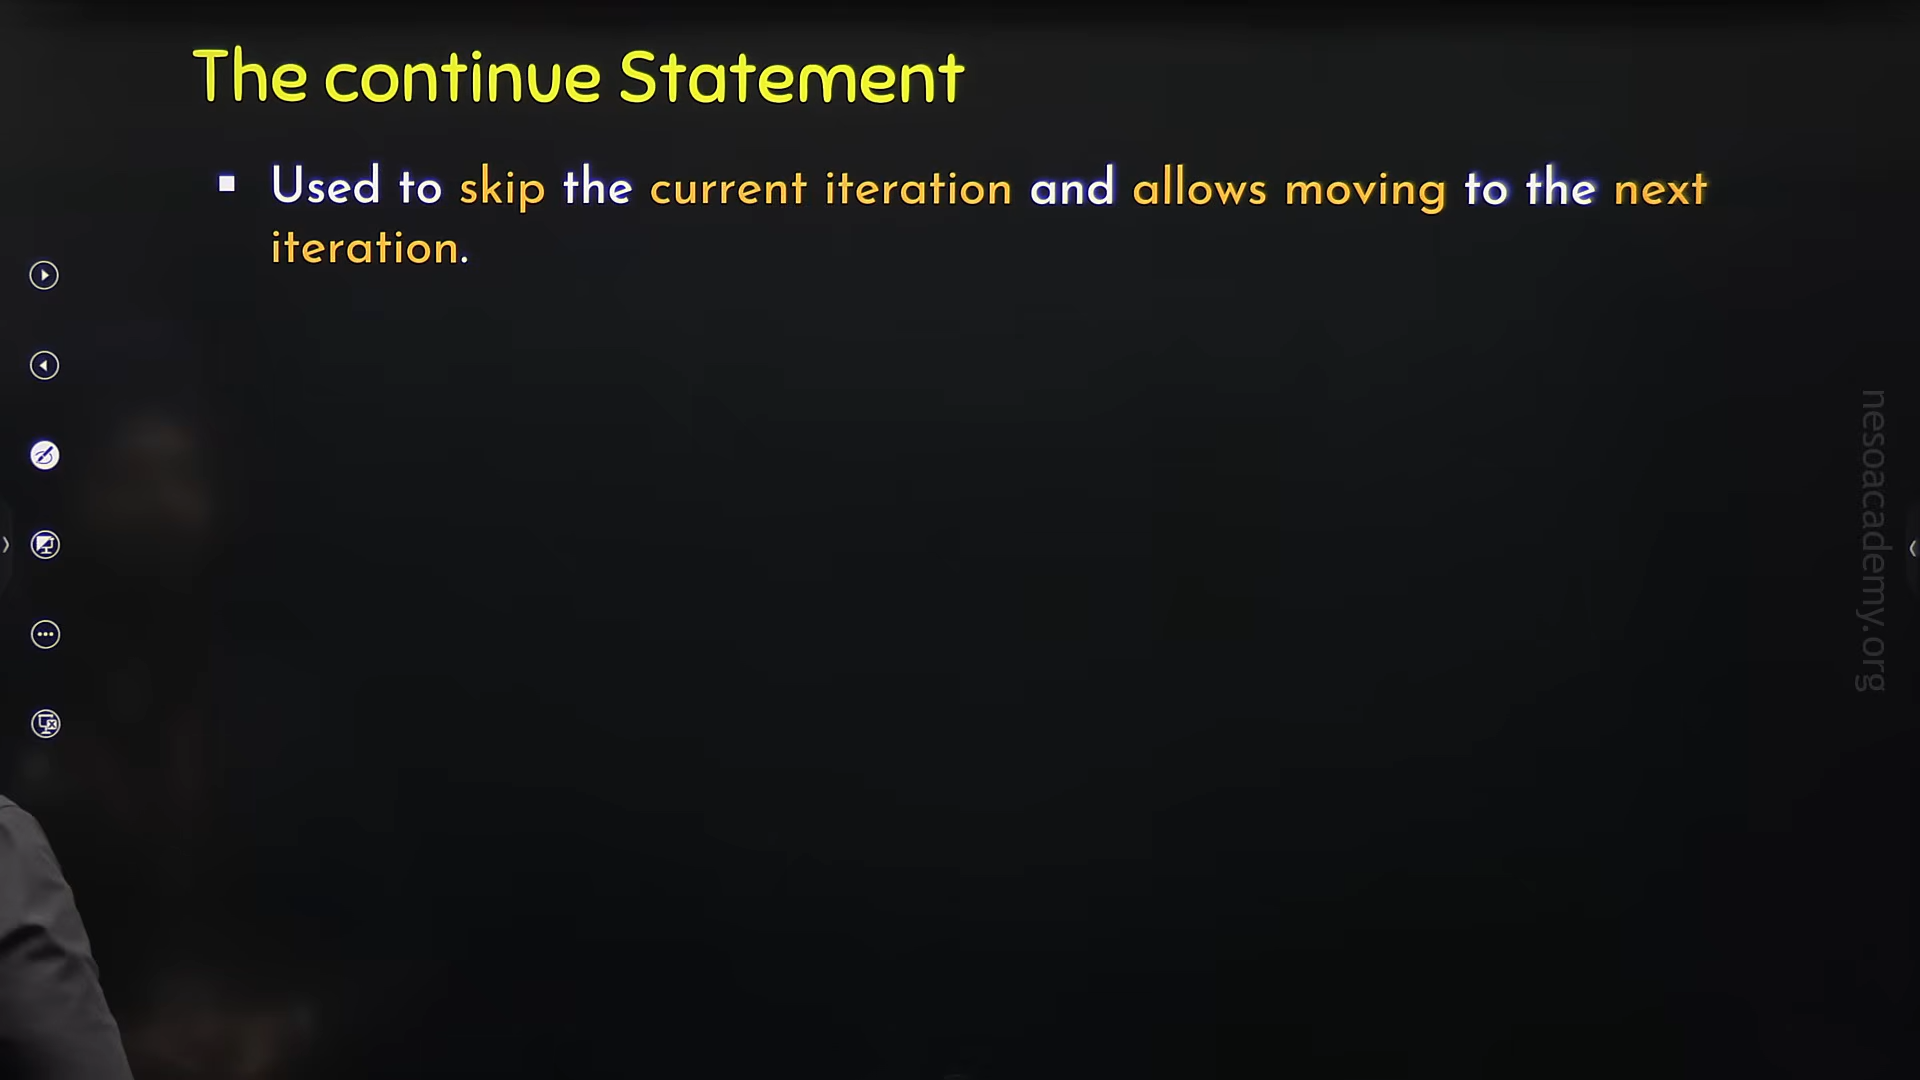 The continue Statement
▪ Used to skip the current iteration and allows moving to the next
iteration.
nesoacademy.org